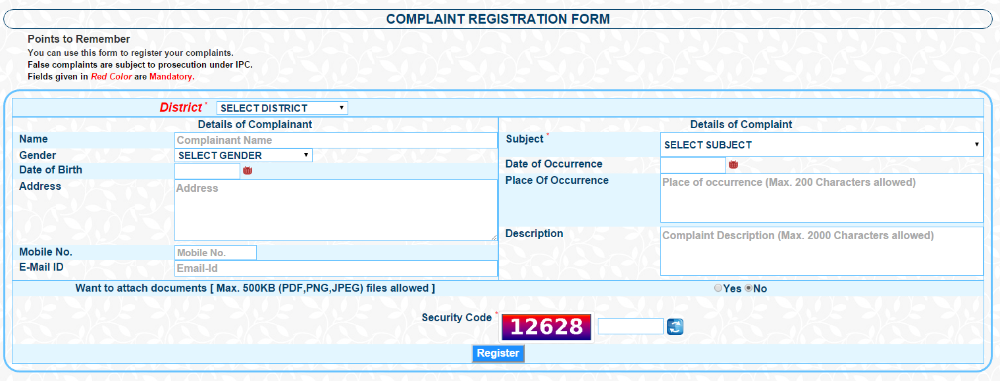 COMPLAINT REGISTRATION FORM
Points to Remember
You can use this form to register your complaints.
False complaints are subject to prosecution under IPC.
Fields given in Red Color are Mandatory.
District * SELECT DISTRICT
Details of Complainant
Name Complainant Name
Gender SELECT GENDER
Date of Birth
Address Address
Mobile No. Mobile No.
E-Mail ID Email-Id
Details of Complaint
Subject * SELECT SUBJECT
Date of Occurrence
Place Of Occurrence Place of occurrence (Max. 200 Characters allowed)
Description Complaint Description (Max. 2000 Characters allowed)
Want to attach documents [ Max. 500KB (PDF,PNG,JPEG) files allowed ] Yes No
Security Code * 12628
Register